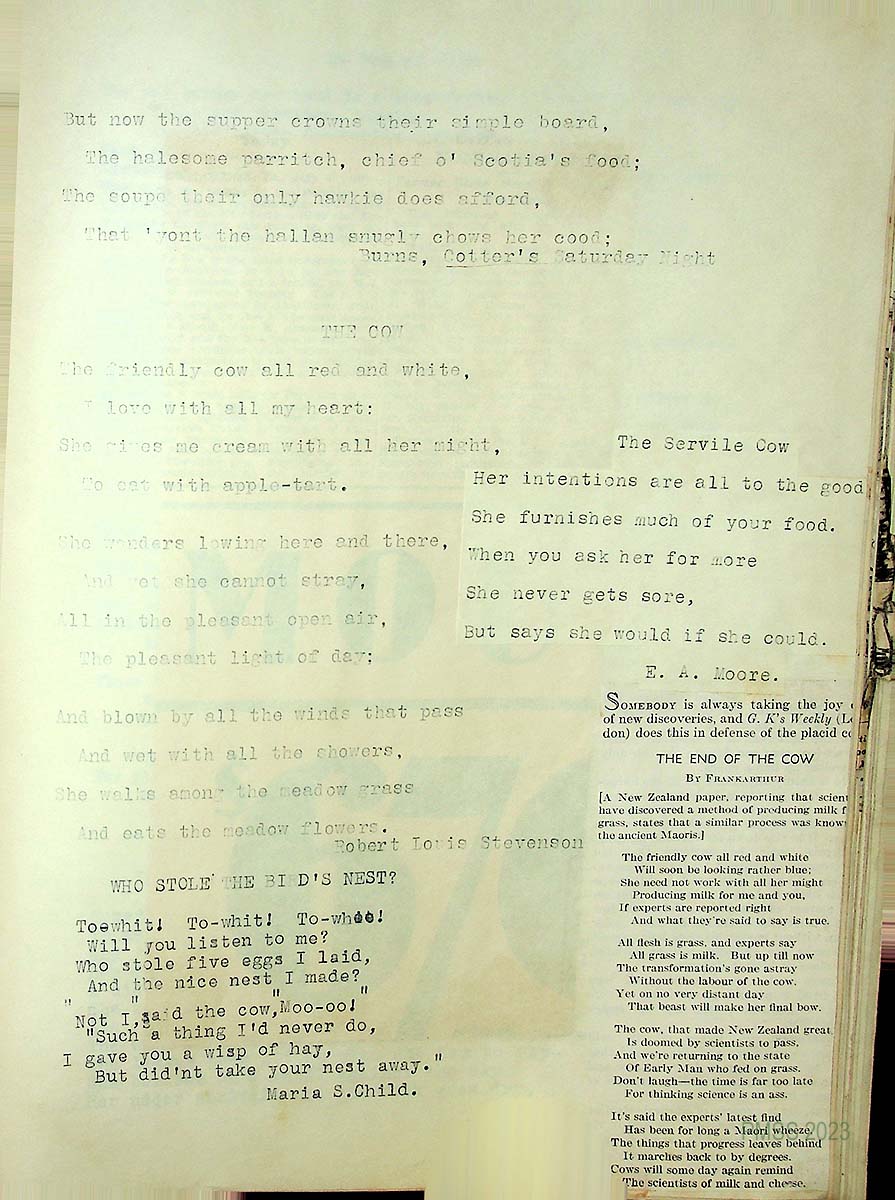 But now the supper crowns their simple board,
The halesome parritch, chief o' Scotia's food;
The soupe their only hawkie does afford,
That 'yont the hallan snugly chows her cood;
Burns, Cotter's Saturday Night
THE COW
The friendly cow all red and white,
I love with all my heart:
She gives me cream with all her might,
To eat with apple-tart.
She wanders lowing here and there,
And yet she cannot stray,
All in the pleasant open air,
The pleasant light of day;
And blown by all the winds that pass
And wet with all the showers,
She walks among the meadow grass
And eats the meadow flowers.
Robert Louis Stevenson
WHO STOLE THE BIRD'S NEST?
Toewhit! To-whit! To-whee!
Will you listen to me?
Who stole five eggs I laid,
And the nice nest I made?
"Not I," said the cow, "Moo-oo!"
"Such a thing I'd never do,
I gave you a wisp of hay,
But did'nt take your nest away."
Maria S.Child.
The Servile Cow
Her intentions are all to the good
She furnishes much of your food.
When you ask her for more
She never gets sore,
But says she would if she could.
E. A. Moore.
SOMEBODY is always taking the joy
of new discoveries, and G. K's Weekly (Lo
don) does this in defense of the placid co
THE END OF THE COW
BY FRANKARTHUR
[A New Zealand paper, reporting that scient
have discovered a method of producing milk f
grass, states that a similar process was know
the ancient Maoris.]
The friendly cow all red and white
Will soon be looking rather blue;
She need not work with all her might
Producing milk for me and you,
If experts are reported right
And what they're said to say is true.
All flesh is grass, and experts say
All grass is milk. But up till now
The transformation's gone astray
Without the labour of the cow.
Yet on no very distant day
That beast will make her final bow.
The cow, that made New Zealand great,
Is doomed by scientists to pass.
And we're returning to the state
Of Early Man who fed on grass.
Don't laugh—the time is far too late
For thinking science is an ass.
It's said the experts' latest find
Has been for long a Maori wheeze.
The things that progress leaves behind
It marches back to by degrees.
Cows will some day again remind
The scientists of milk and cheese.
PMSS 2023